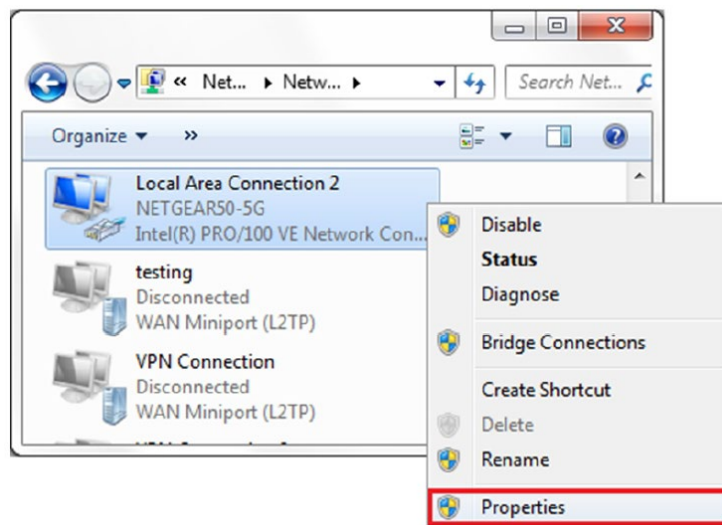 « Net... ▸ Netw... ▸
Search Net...
Organize
»
Local Area Connection 2
NETGEAR50-5G
Intel(R) PRO/100 VE Network Con...
testing
Disconnected
WAN Miniport (L2TP)
VPN Connection
Disconnected
WAN Miniport (L2TP)
Disable
Status
Diagnose
Bridge Connections
Create Shortcut
Delete
Rename
Properties